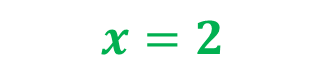 x = 2